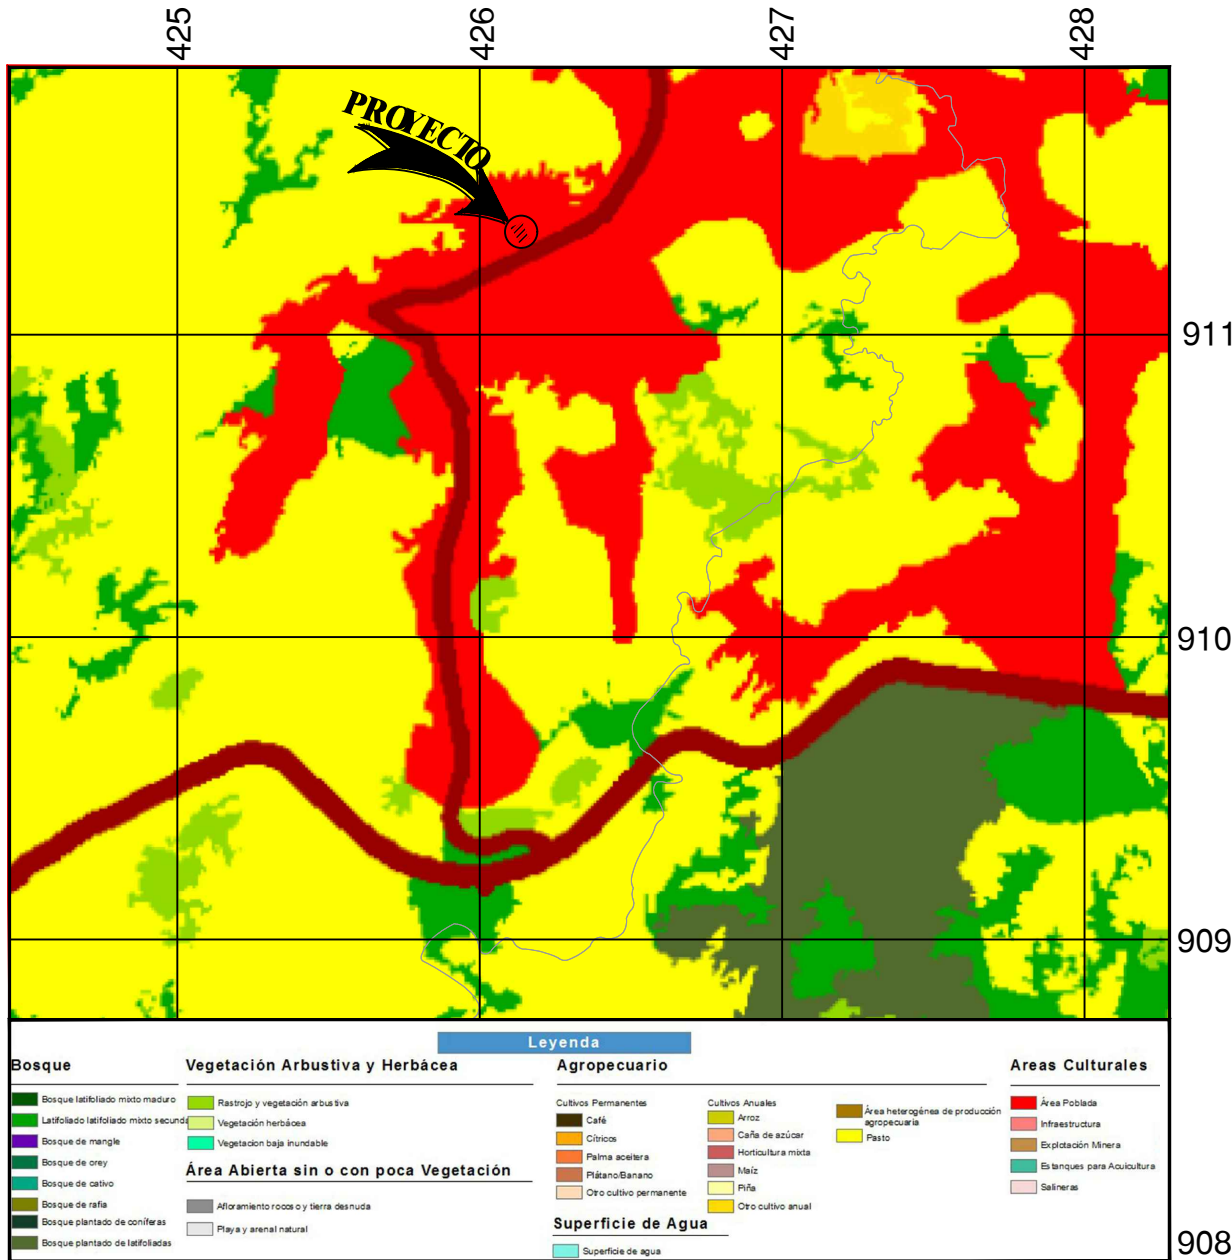 425
426
427
428
PROYECTO
911
910
909
908
Leyenda
Bosque
Bosque latifoliado mixto maduro
Latifoliado latifoliado mixto secunda
Bosque de mangle
Bosque de orey
Bosque de cativo
Bosque de rafia
Bosque plantado de coníferas
Bosque plantado de latifoliadas
Vegetación Arbustiva y Herbácea
Rastrojo y vegetación arbustiva
Vegetación herbácea
Vegetacion baja inundable
Área Abierta sin o con poca Vegetación
Afloramiento rocoso y tierra desnuda
Playa y arenal natural
Agropecuario
Cultivos Permanentes
Café
Cítricos
Palma aceitera
Plátano/Banano
Otro cultivo permanente
Cultivos Anuales
Arroz
Caña de azúcar
Horticultura mixta
Maíz
Piña
Otro cultivo anual
Área heterogénea de producción
agropecuaria
Pasto
Superficie de Agua
Superficie de agua
Areas Culturales
Área Poblada
Infraestructura
Explotación Minera
Estanques para Acuicultura
Salineras